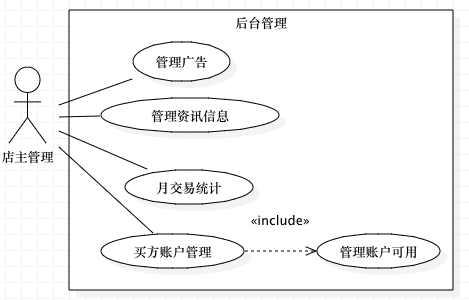 后台管理
管理广告
管理资讯信息
店主管理
月交易统计
«include»
买方账户管理
管理账户可用